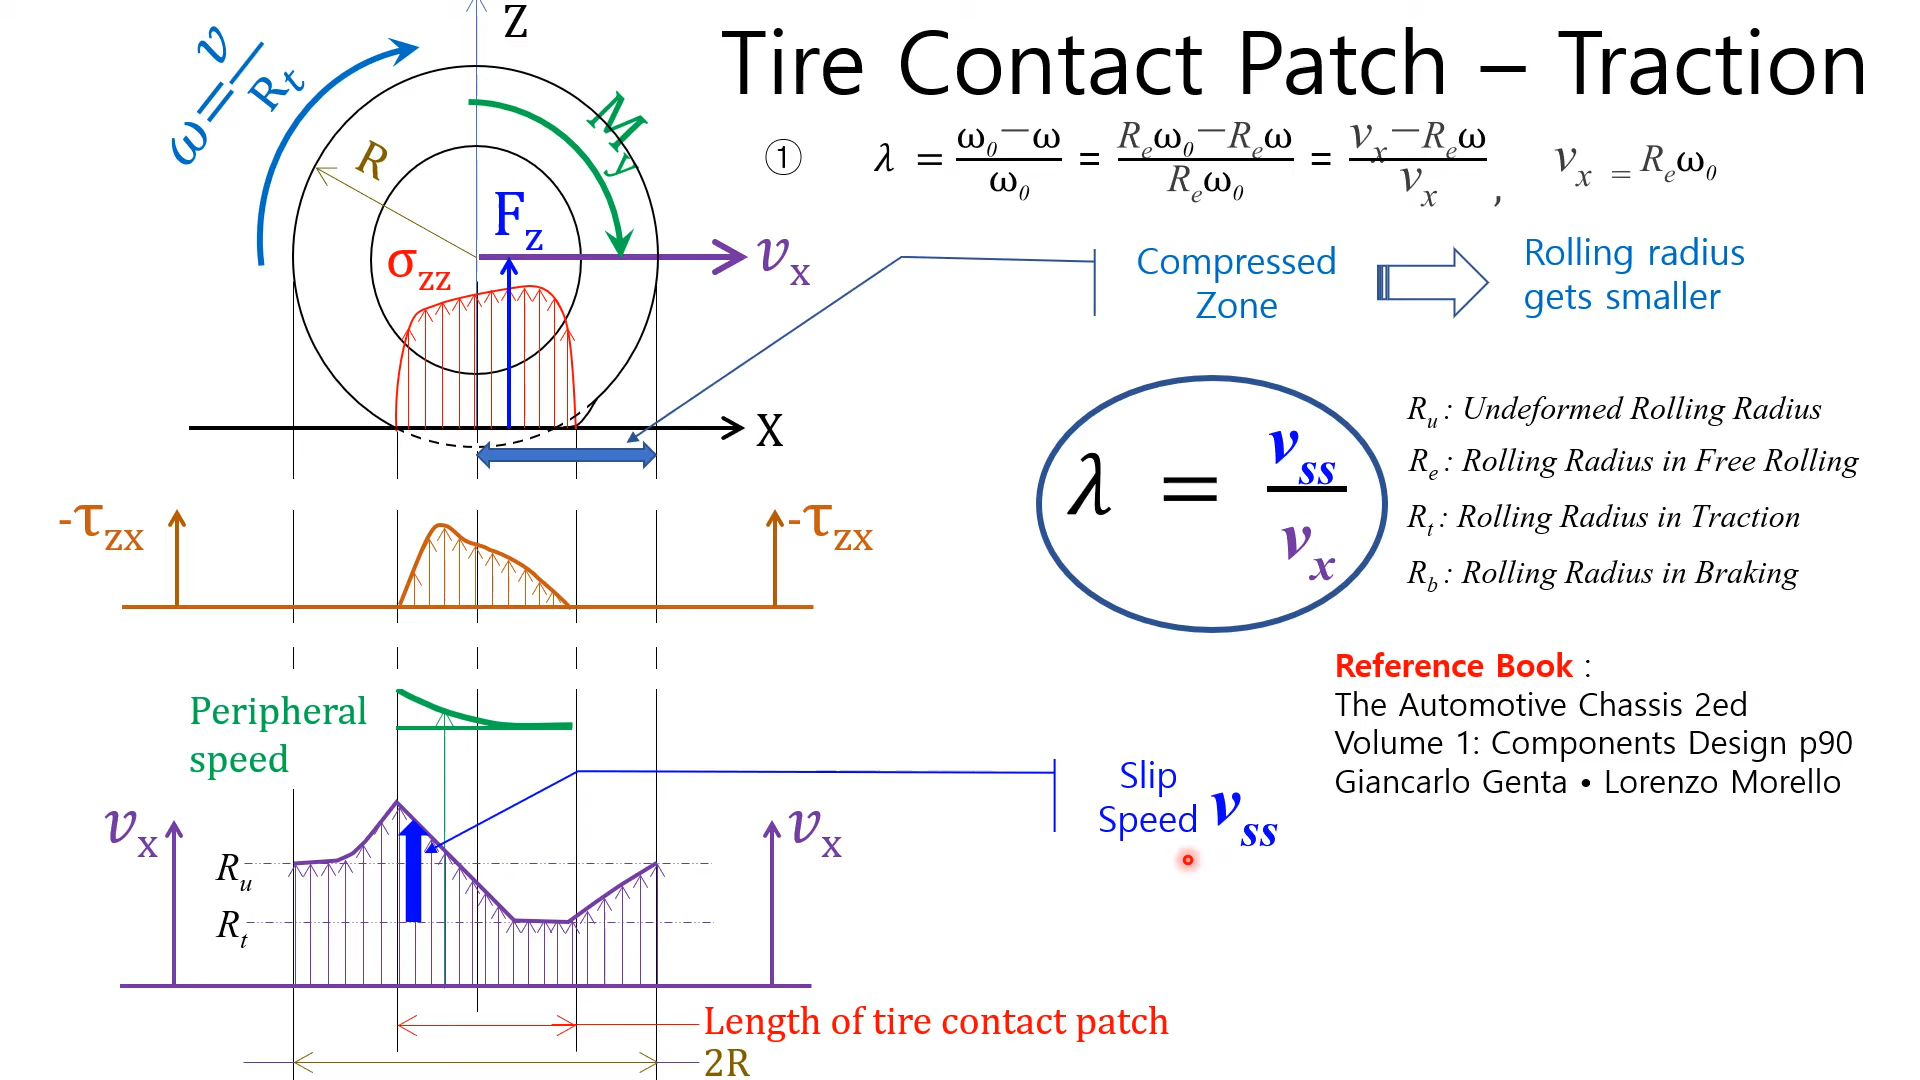 Tire Contact Patch – Traction
Z
ω=v/Rt
My
R
Fz
σzz
vx
X
① λ = (ω0−ω)/ω0 = (Reω0−Reω)/(Reω0) = (vx−Reω)/vx , vx = Reω0
Compressed
Zone
Rolling radius
gets smaller
λ = vss/vx
Ru : Undeformed Rolling Radius
Re : Rolling Radius in Free Rolling
Rt : Rolling Radius in Traction
Rb : Rolling Radius in Braking
-τzx
-τzx
Reference Book :
The Automotive Chassis 2ed
Volume 1: Components Design p90
Giancarlo Genta • Lorenzo Morello
Peripheral
speed
Slip
Speed vss
vx
vx
Ru
Rt
Length of tire contact patch
2R